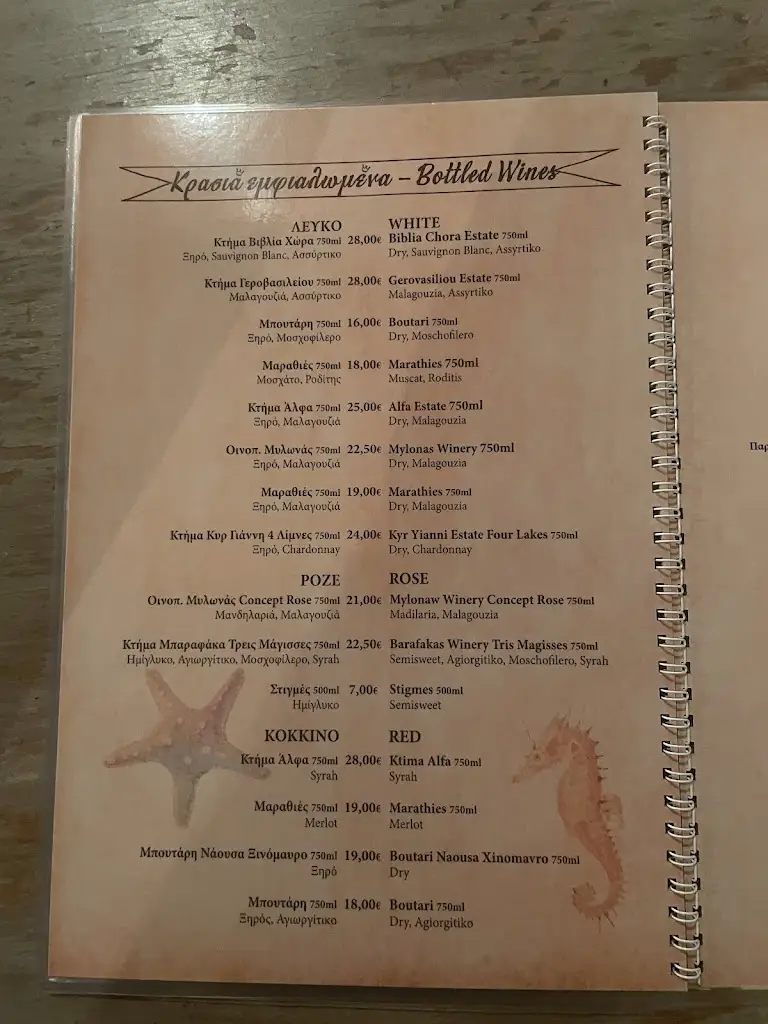 Κρασιά εμφιαλωμένα – Bottled Wines
ΛΕΥΚΟ WHITE
Κτήμα Βιβλία Χώρα 750ml 28,00€ Biblia Chora Estate 750ml
Ξηρό, Sauvignon Blanc, Ασσύρτικο Dry, Sauvignon Blanc, Assyrtiko
Κτήμα Γεροβασιλείου 750ml 28,00€ Gerovasiliou Estate 750ml
Μαλαγουζιά, Ασσύρτικο Malagouzia, Assyrtiko
Μπουτάρη 750ml 16,00€ Boutari 750ml
Ξηρό, Μοσχοφίλερο Dry, Moschofilero
Μαραθιές 750ml 18,00€ Marathies 750ml
Μοσχάτο, Ροδίτης Muscat, Roditis
Κτήμα Άλφα 750ml 25,00€ Alfa Estate 750ml
Ξηρό, Μαλαγουζιά Dry, Malagouzia
Οινοπ. Μυλωνάς 750ml 22,50€ Mylonas Winery 750ml
Ξηρό, Μαλαγουζιά Dry, Malagouzia
Μαραθιές 750ml 19,00€ Marathies 750ml
Ξηρό, Μαλαγουζιά Dry, Malagouzia
Κτήμα Κυρ Γιάννη 4 Λίμνες 750ml 24,00€ Kyr Yianni Estate Four Lakes 750ml
Ξηρό, Chardonnay Dry, Chardonnay
ΡΟΖΕ ROSE
Οινοπ. Μυλωνάς Concept Rose 750ml 21,00€ Mylonaw Winery Concept Rose 750ml
Μανδηλαριά, Μαλαγουζιά Madilaria, Malagouzia
Κτήμα Μπαραφάκα Τρεις Μάγισσες 750ml 22,50€ Barafakas Winery Tris Magisses 750ml
Ημίγλυκο, Αγιωργίτικο, Μοσχοφίλερο, Syrah Semisweet, Agiorgitiko, Moschofilero, Syrah
Στιγμές 500ml 7,00€ Stigmes 500ml
Ημίγλυκο Semisweet
ΚΟΚΚΙΝΟ RED
Κτήμα Άλφα 750ml 28,00€ Ktima Alfa 750ml
Syrah Syrah
Μαραθιές 750ml 19,00€ Marathies 750ml
Merlot Merlot
Μπουτάρη Νάουσα Ξινόμαυρο 750ml 19,00€ Boutari Naousa Xinomavro 750ml
Ξηρό Dry
Μπουτάρη 750ml 18,00€ Boutari 750ml
Ξηρός, Αγιωργίτικο Dry, Agiorgitiko